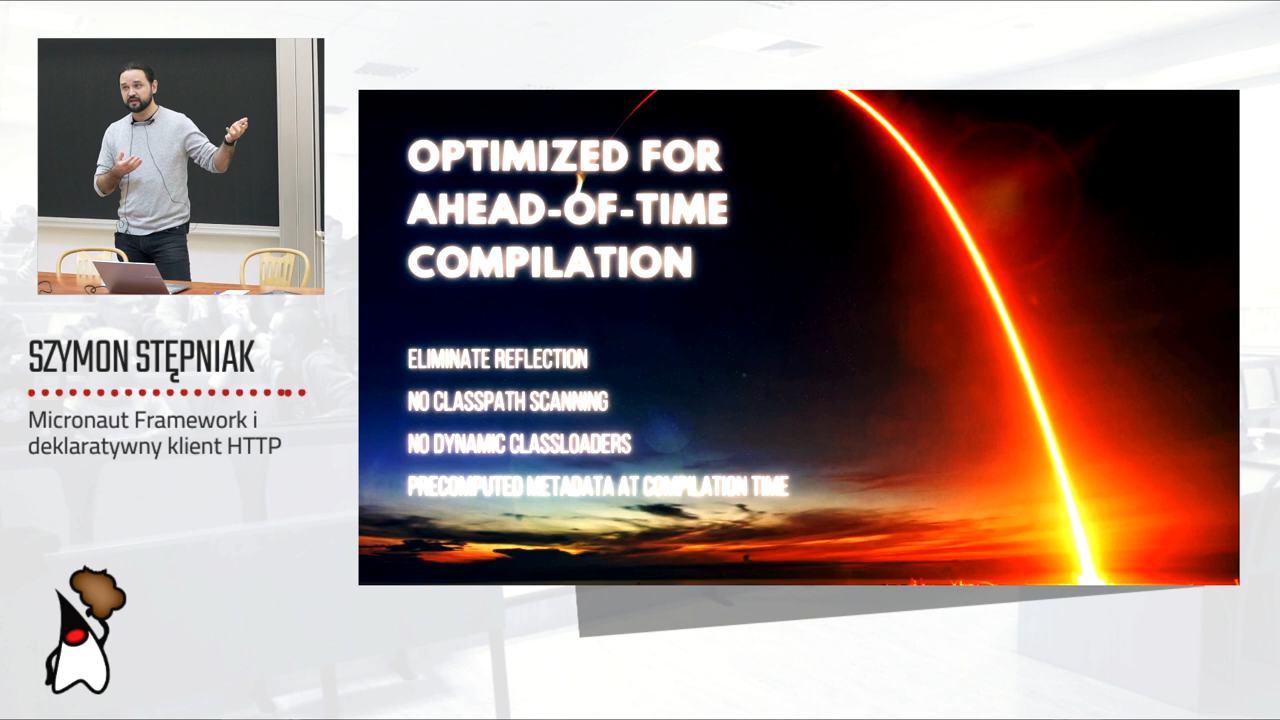 SZYMON STĘPNIAK
Micronaut Framework i
deklaratywny klient HTTP
OPTIMIZED FOR
AHEAD-OF-TIME
COMPILATION
ELIMINATE REFLECTION
NO CLASSPATH SCANNING
NO DYNAMIC CLASSLOADERS
PRECOMPUTED METADATA AT COMPILATION TIME